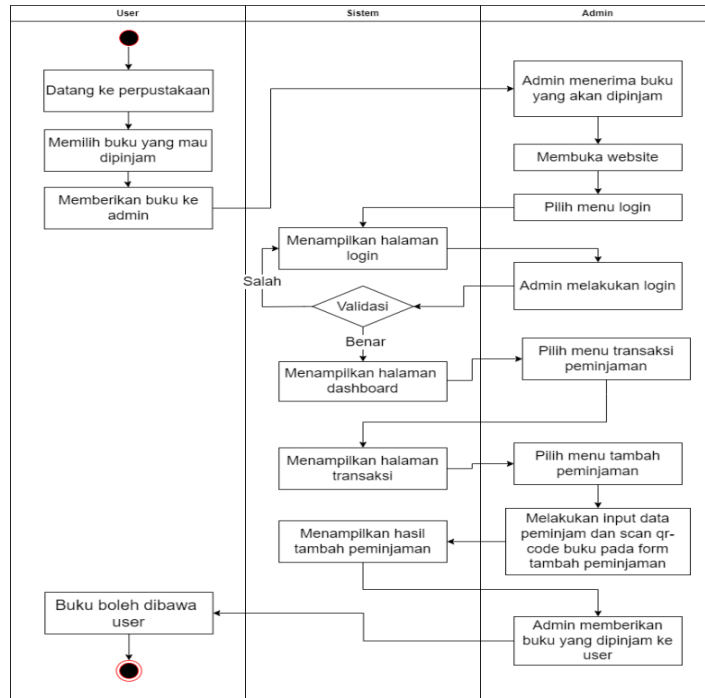 User
Sistem
Admin
Datang ke perpustakaan
Memilih buku yang mau
dipinjam
Memberikan buku ke
admin
Admin menerima buku
yang akan dipinjam
Membuka website
Pilih menu login
Menampilkan halaman
login
Admin melakukan login
Salah
Validasi
Benar
Menampilkan halaman
dashboard
Pilih menu transaksi
peminjaman
Menampilkan halaman
transaksi
Pilih menu tambah
peminjaman
Melakukan input data
peminjam dan scan qr-
code buku pada form
tambah peminjaman
Menampilkan hasil
tambah peminjaman
Admin memberikan
buku yang dipinjam ke
user
Buku boleh dibawa
user